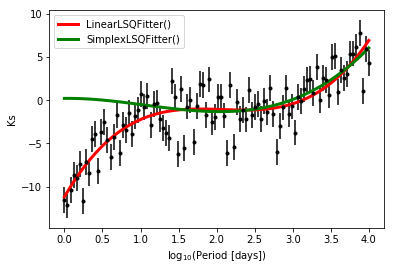 LinearLSQFitter()
SimplexLSQFitter()
10
5
0
−5
−10
Ks
0.0 0.5 1.0 1.5 2.0 2.5 3.0 3.5 4.0
log₁₀(Period [days])